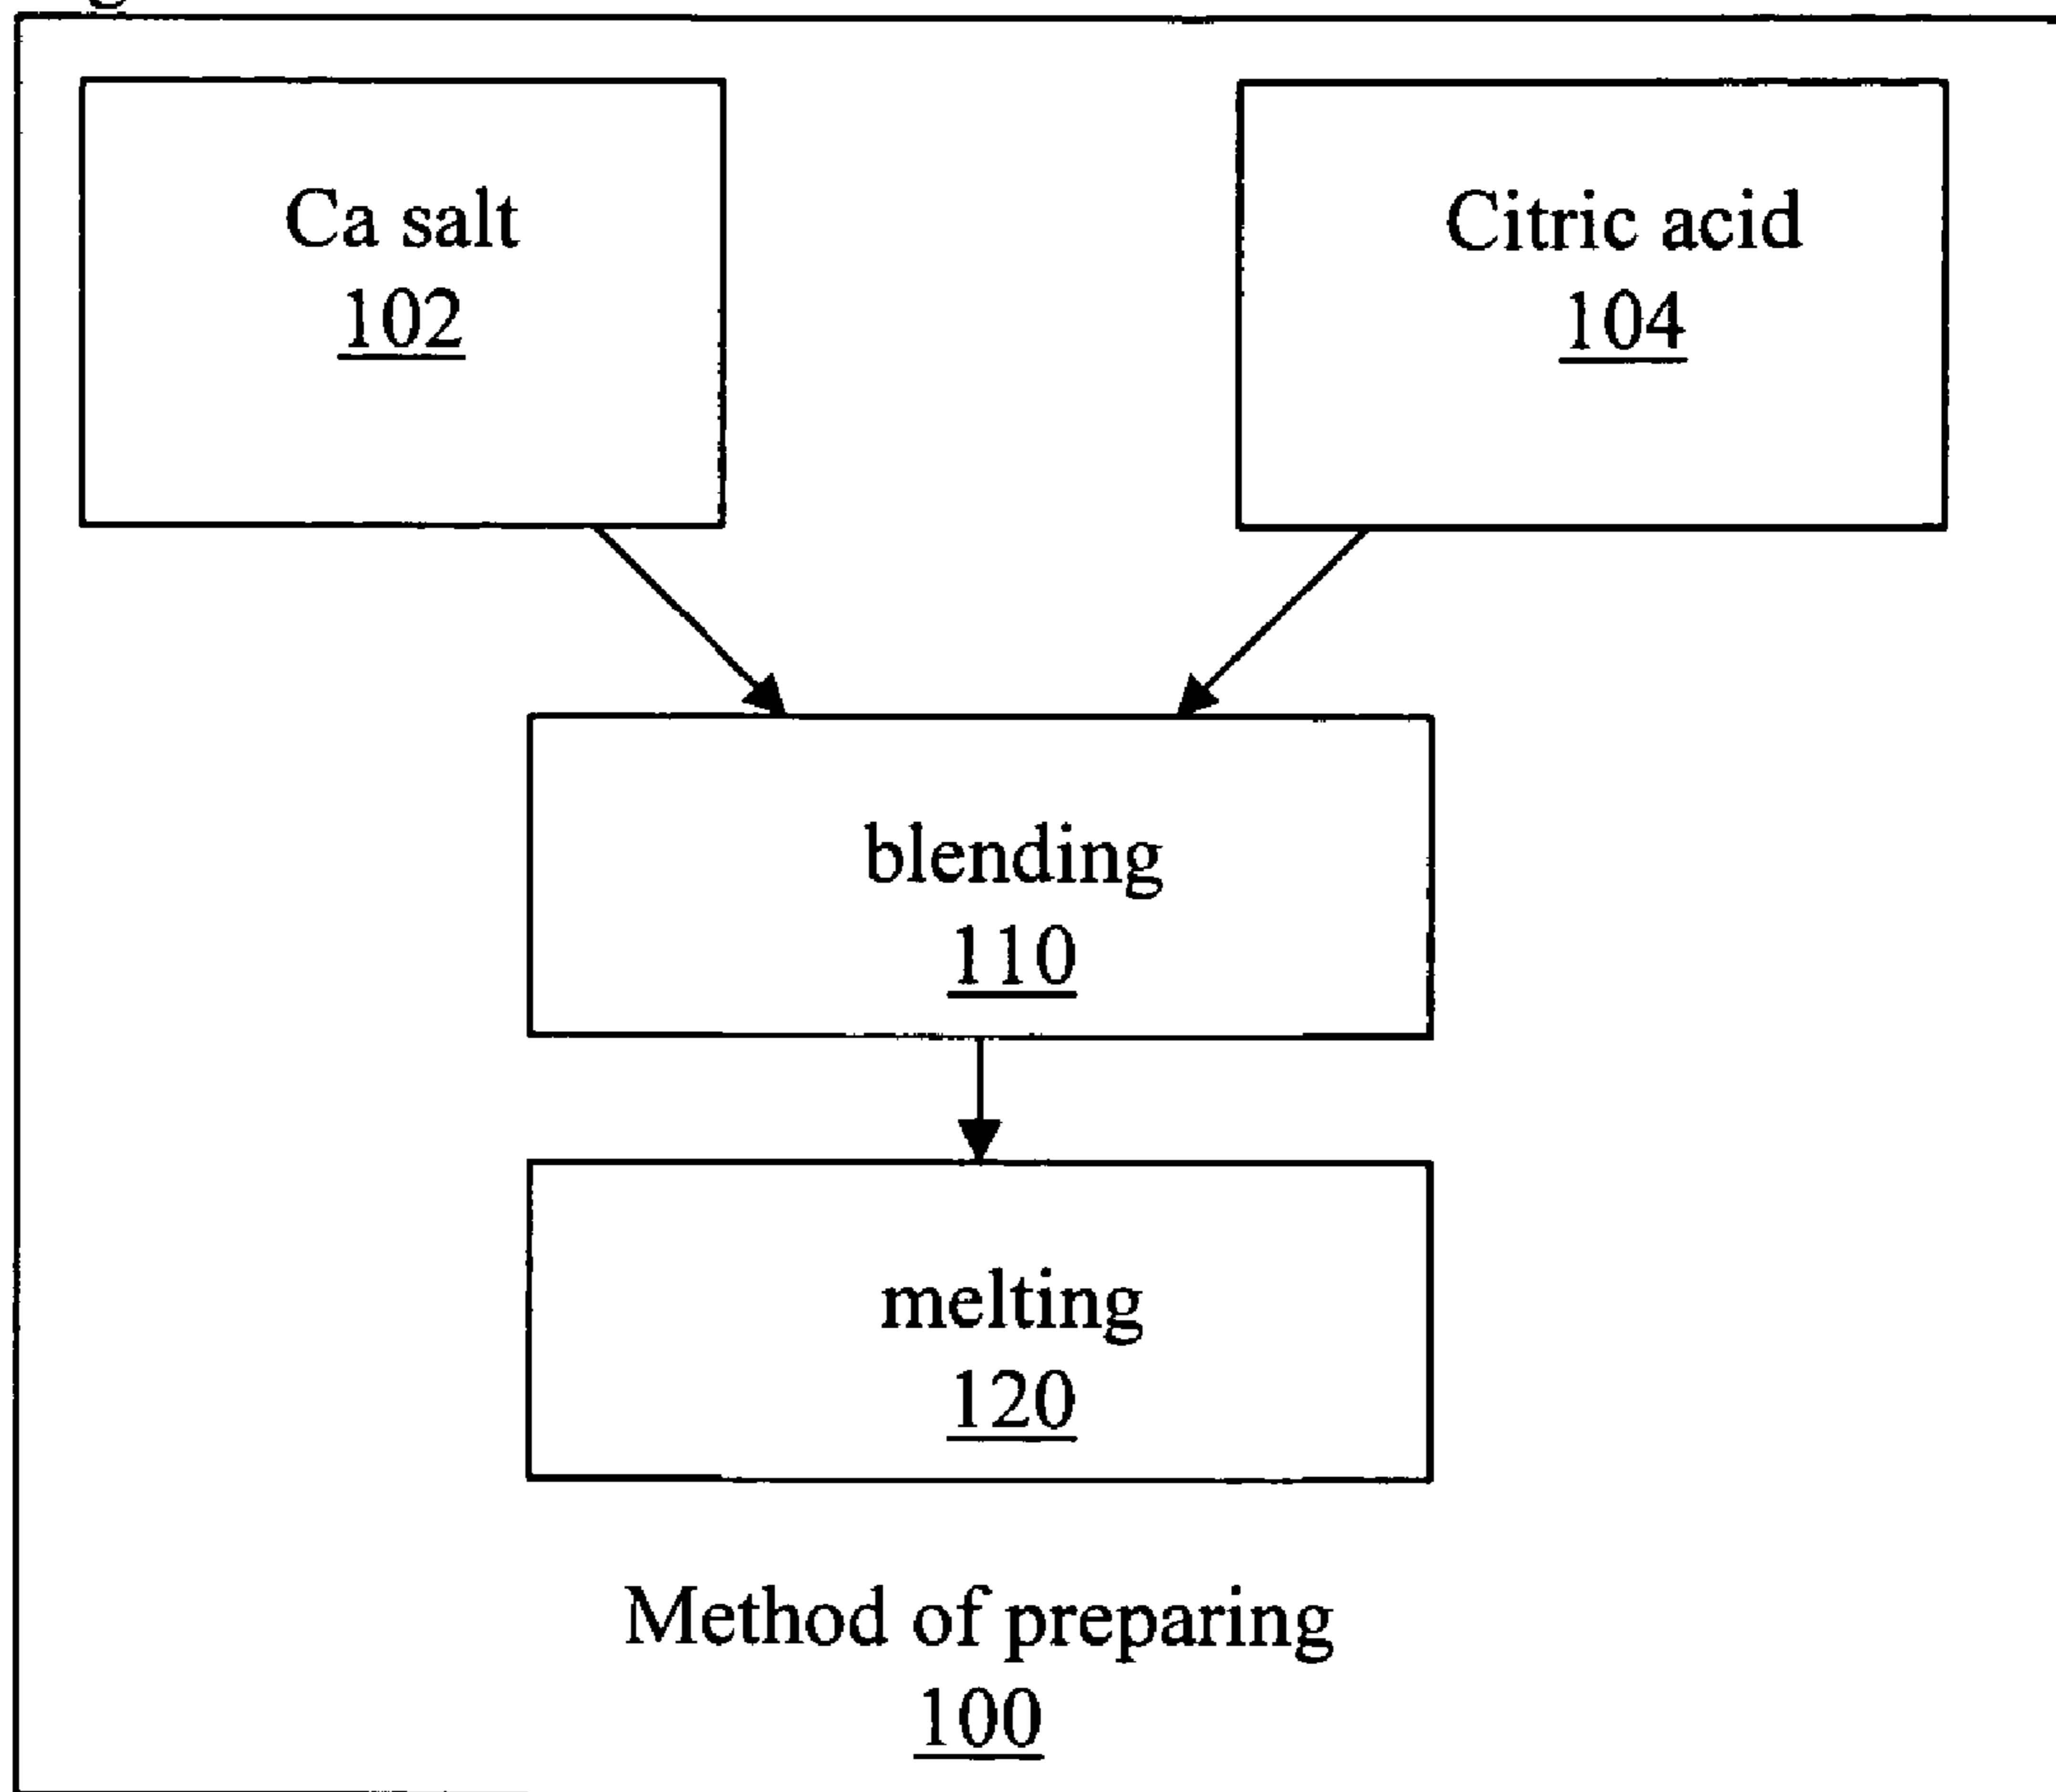 Ca salt
102
Citric acid
104
blending
110
melting
120
Method of preparing
100